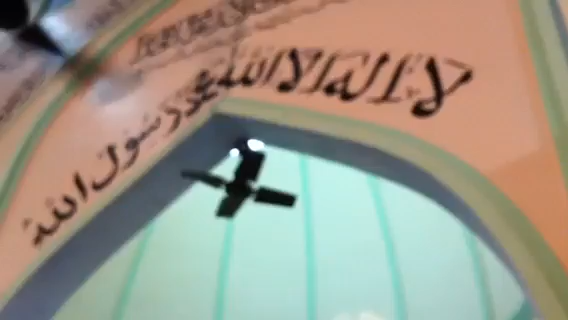 لا اله الا الله محمد رسول الله